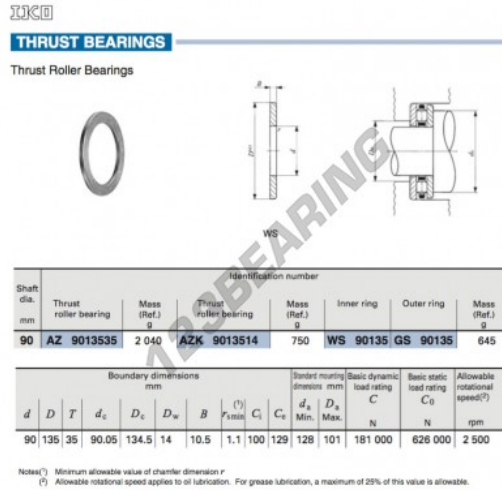 IKO
THRUST BEARINGS
Thrust Roller Bearings
B
r
D
d
WS
123BEARING
Identification number
Shaft dia. mm
Thrust roller bearing
Mass (Ref.) g
Thrust roller bearing
Mass (Ref.) g
Inner ring
Outer ring
Mass (Ref.) g
90 AZ 9013535 2 040 AZK 9013514 750 WS 90135 GS 90135 645
Boundary dimensions mm
Standard mounting dimensions mm
Basic dynamic load rating C N
Basic static load rating C₀ N
Allowable rotational speed(²) rpm
d D T dc Dc Dw B rs min(¹) Ci Ce da Min. Da Max.
90 135 35 90.05 134.5 14 10.5 1.1 100 129 128 101 181 000 626 000 2 500
Notes(¹) Minimum allowable value of chamfer dimension r
(²) Allowable rotational speed applies to oil lubrication. For grease lubrication, a maximum of 25% of this value is allowable.